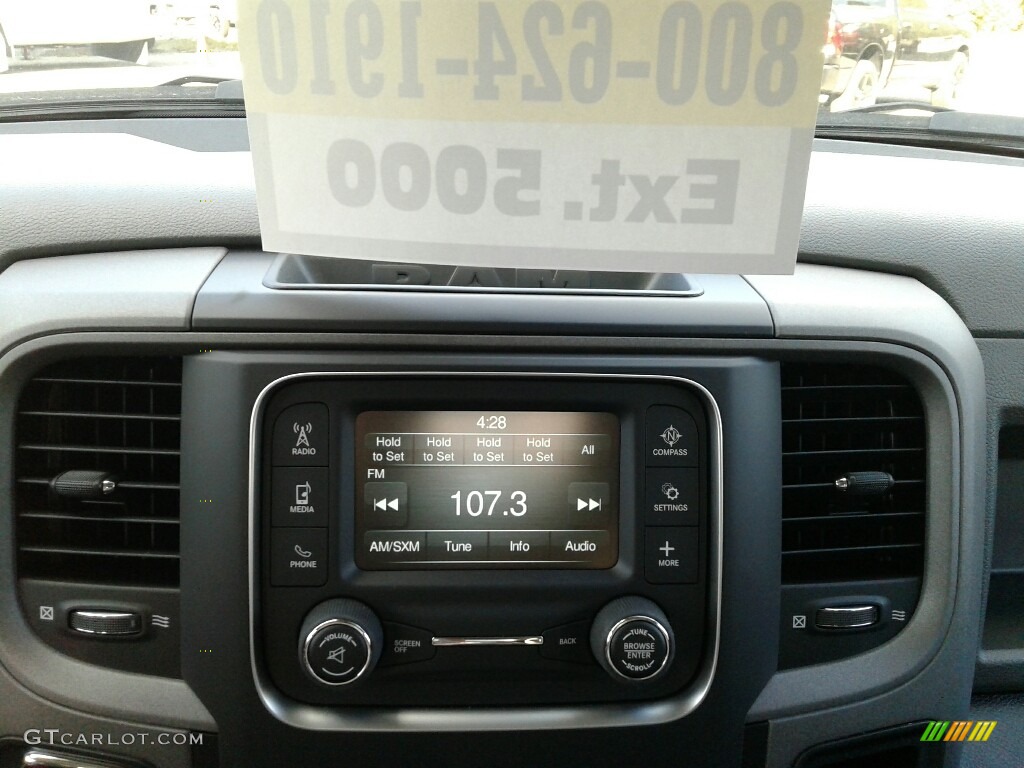 800-624-1910
Ext. 5000
RAM
4:28
Hold to Set Hold to Set Hold to Set Hold to Set All
FM
107.3
AM/SXM Tune Info Audio
RADIO
MEDIA
PHONE
N
COMPASS
SETTINGS
MORE
VOLUME
SCREEN OFF
BACK
TUNE
BROWSE
ENTER
SCROLL
GTCARLOT.COM